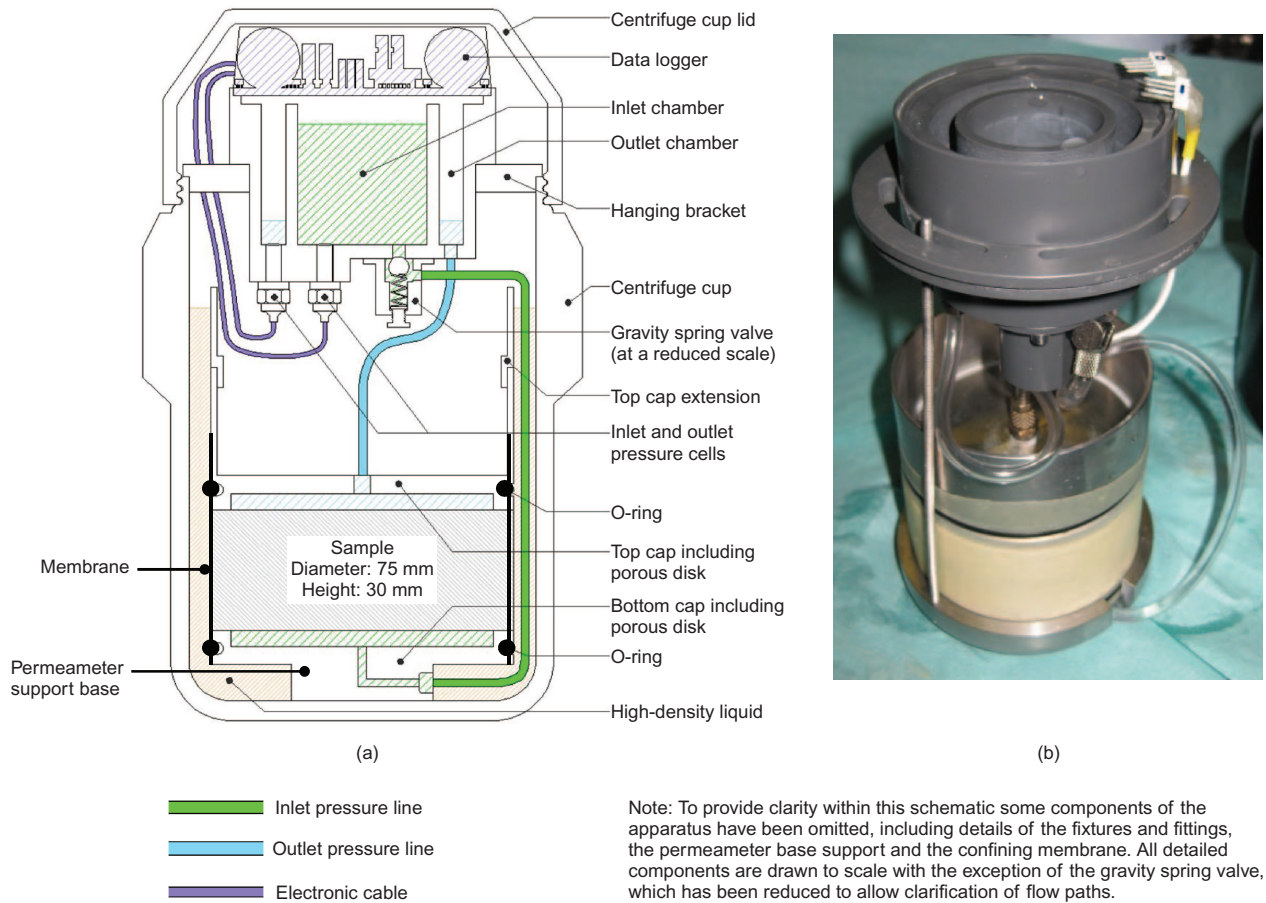 Centrifuge cup lid
Data logger
Inlet chamber
Outlet chamber
Hanging bracket
Centrifuge cup
Gravity spring valve
(at a reduced scale)
Top cap extension
Inlet and outlet
pressure cells
O-ring
Top cap including
porous disk
Bottom cap including
porous disk
O-ring
High-density liquid
Membrane
Permeameter
support base
Sample
Diameter: 75 mm
Height: 30 mm
(a)
(b)
Inlet pressure line
Outlet pressure line
Electronic cable
Note: To provide clarity within this schematic some components of the
apparatus have been omitted, including details of the fixtures and fittings,
the permeameter base support and the confining membrane. All detailed
components are drawn to scale with the exception of the gravity spring valve,
which has been reduced to allow clarification of flow paths.